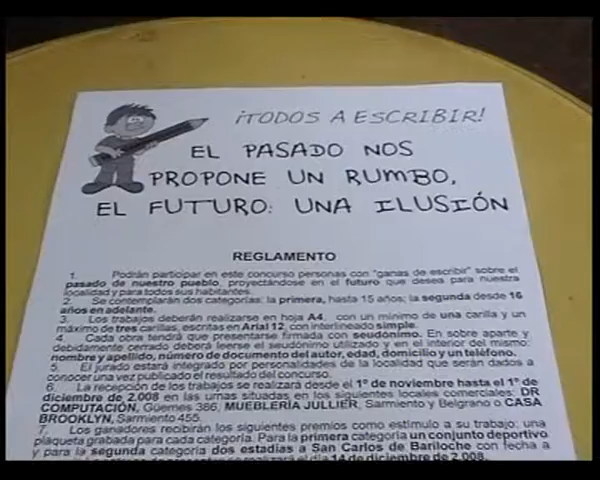 ¡TODOS A ESCRIBIR!
EL PASADO NOS
PROPONE UN RUMBO,
EL FUTURO: UNA ILUSIÓN
REGLAMENTO
1. Podrán participar en este concurso personas con "ganas de escribir" sobre el
pasado de nuestro pueblo, proyectándose en el futuro que desea para nuestra
localidad y para todos sus habitantes.
2. Se contemplarán dos categorías: la primera, hasta 15 años; la segunda desde 16
años en adelante.
3. Los trabajos deberán realizarse en hoja A4, con un mínimo de una carilla y un
máximo de tres carillas, escritas en Arial 12, con interlineado simple.
4. Cada obra tendrá que presentarse firmada con seudónimo. En sobre aparte y
debidamente cerrado deberá leerse el seudónimo utilizado y en el interior del mismo:
nombre y apellido, número de documento del autor, edad, domicilio y un teléfono.
5. El jurado estará integrado por personalidades de la localidad que serán dados a
conocer una vez publicado el resultado del concurso.
6. La recepción de los trabajos se realizará desde el 1º de noviembre hasta el 1º de
diciembre de 2.008 en las urnas situadas en los siguientes locales comerciales: DR
COMPUTACIÓN, Güemes 386, MUEBLERÍA JULLIER, Sarmiento y Belgrano o CASA
BROOKLYN, Sarmiento 455.
7. Los ganadores recibirán los siguientes premios como estímulo a su trabajo: una
plaqueta grabada para cada categoría. Para la primera categoría un conjunto deportivo
y para la segunda categoría dos estadías a San Carlos de Bariloche con fecha a
se realizará el día 14 de diciembre de 2.008.